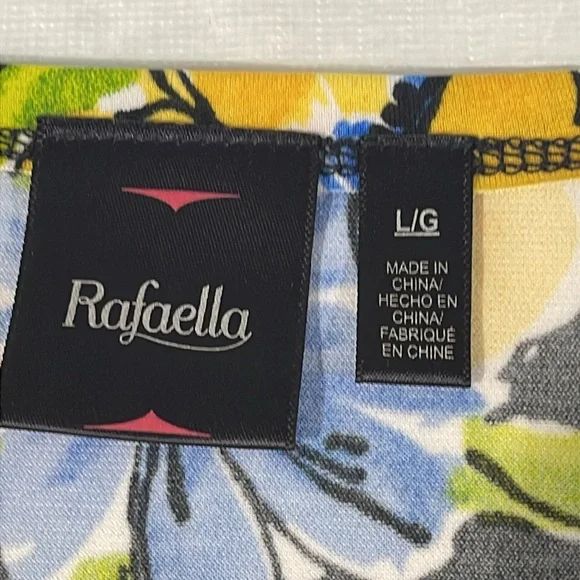 Rafaella
L/G
MADE IN
CHINA/
HECHO EN
CHINA/
FABRIQUÉ
EN CHINE